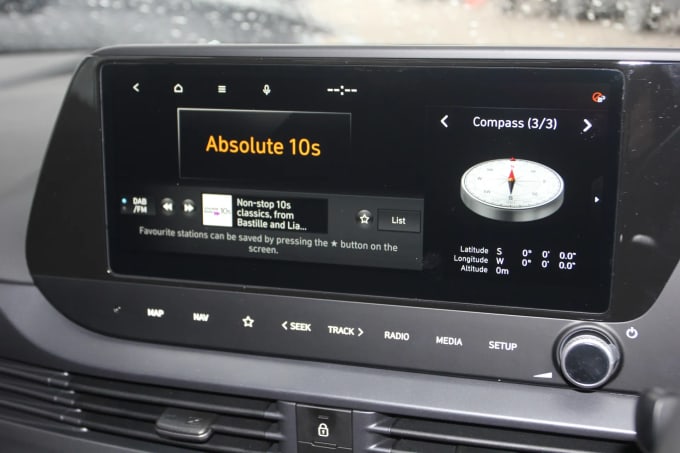 --:--
Absolute 10s
Compass (3/3)
DAB
/FM
10s
Non-stop 10s
classics, from
Bastille and Lia...
List
Favourite stations can be saved by pressing the ★ button on the
screen.
Latitude S 0° 0' 0.0"
Longitude W 0° 0' 0.0"
Altitude 0m
MAP
NAV
< SEEK
TRACK >
RADIO
MEDIA
SETUP